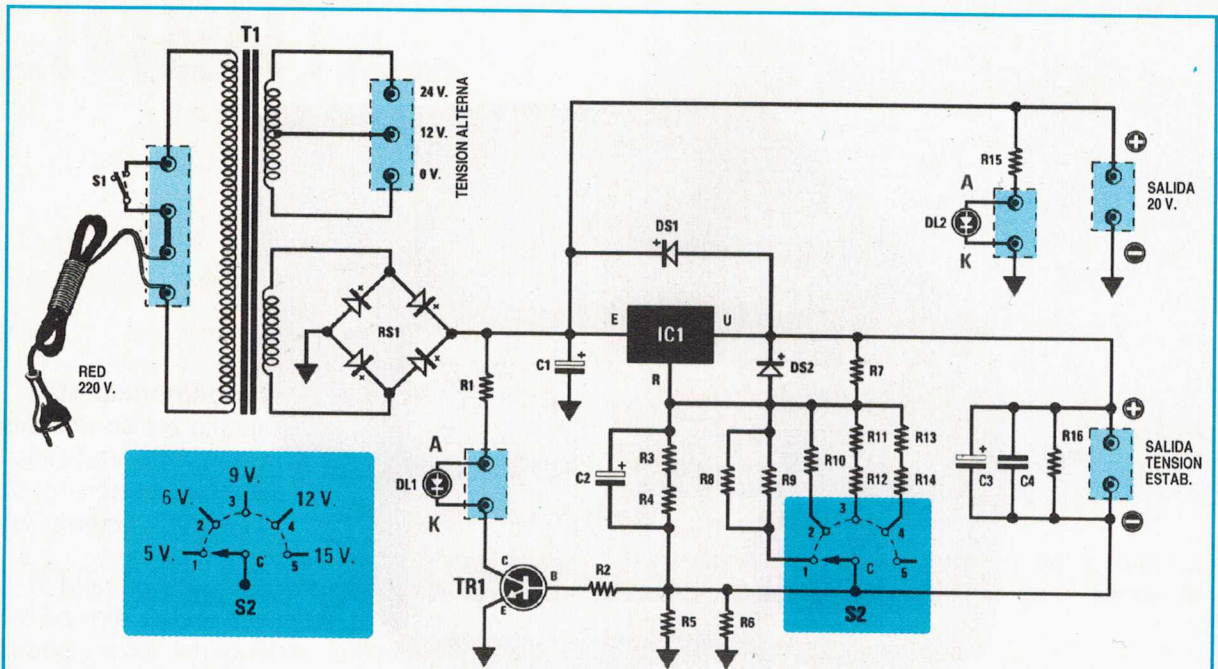 T1
24 V.
12 V.
0 V.
TENSION ALTERNA
S1
RED
220 V.
RS1
R1
A
DL1
K
C1
DS1
E
IC1
U
R
DS2
R7
R15
A
DL2
K
+
SALIDA
20 V.
−
C2
R3
R4
R8
R9
R10
R11
R12
R13
R14
C3
C4
R16
+
SALIDA
TENSION
ESTAB.
−
TR1
C
B
E
R2
R5
R6
1
2
3
4
5
C
S2
5 V.
6 V.
9 V.
12 V.
15 V.
1
2
3
4
5
C
S2